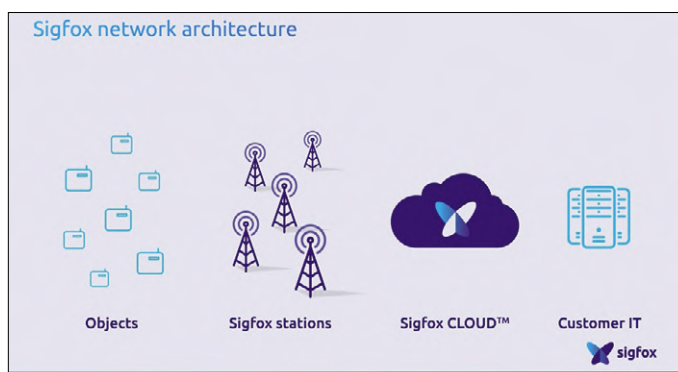 Sigfox network architecture
Objects
Sigfox stations
Sigfox CLOUD™
Customer IT
sigfox